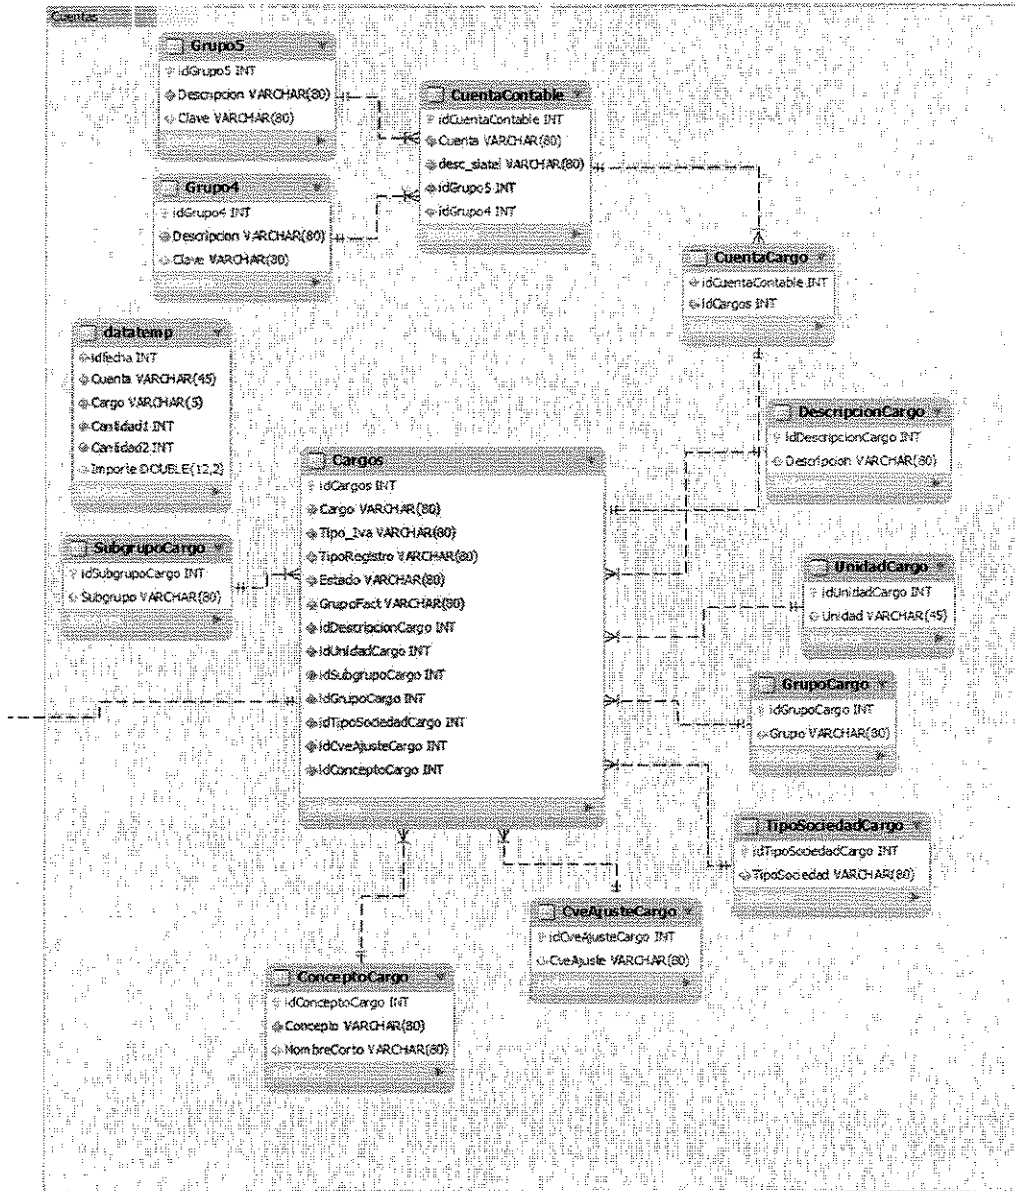 Cuentas
Grupo5
idGrupo5 INT
Descripcion VARCHAR(80)
Clave VARCHAR(80)
CuentaContable
idCuentaContable INT
Cuenta VARCHAR(80)
desc_siatel VARCHAR(80)
idGrupo5 INT
idGrupo4 INT
Grupo4
idGrupo4 INT
Descripcion VARCHAR(80)
Clave VARCHAR(80)
CuentaCargo
idCuentaContable INT
idCargos INT
datatemp
idfecha INT
Cuenta VARCHAR(45)
Cargo VARCHAR(5)
Cantidad1 INT
Cantidad2 INT
Importe DOUBLE(12,2)
DescripcionCargo
idDescripcionCargo INT
Descripcion VARCHAR(80)
Cargos
idCargos INT
Cargo VARCHAR(80)
Tipo_Iva VARCHAR(80)
TipoRegistro VARCHAR(80)
Estado VARCHAR(80)
GrupoFact VARCHAR(80)
idDescripcionCargo INT
idUnidadCargo INT
idSubgrupoCargo INT
idGrupoCargo INT
idTipoSociedadCargo INT
idCveAjusteCargo INT
idConceptoCargo INT
SubgrupoCargo
idSubgrupoCargo INT
Subgrupo VARCHAR(80)
UnidadCargo
idUnidadCargo INT
Unidad VARCHAR(45)
GrupoCargo
idGrupoCargo INT
Grupo VARCHAR(80)
TipoSociedadCargo
idTipoSociedadCargo INT
TipoSociedad VARCHAR(80)
CveAjusteCargo
idCveAjusteCargo INT
CveAjuste VARCHAR(80)
ConceptoCargo
idConceptoCargo INT
Concepto VARCHAR(80)
NombreCorto VARCHAR(80)